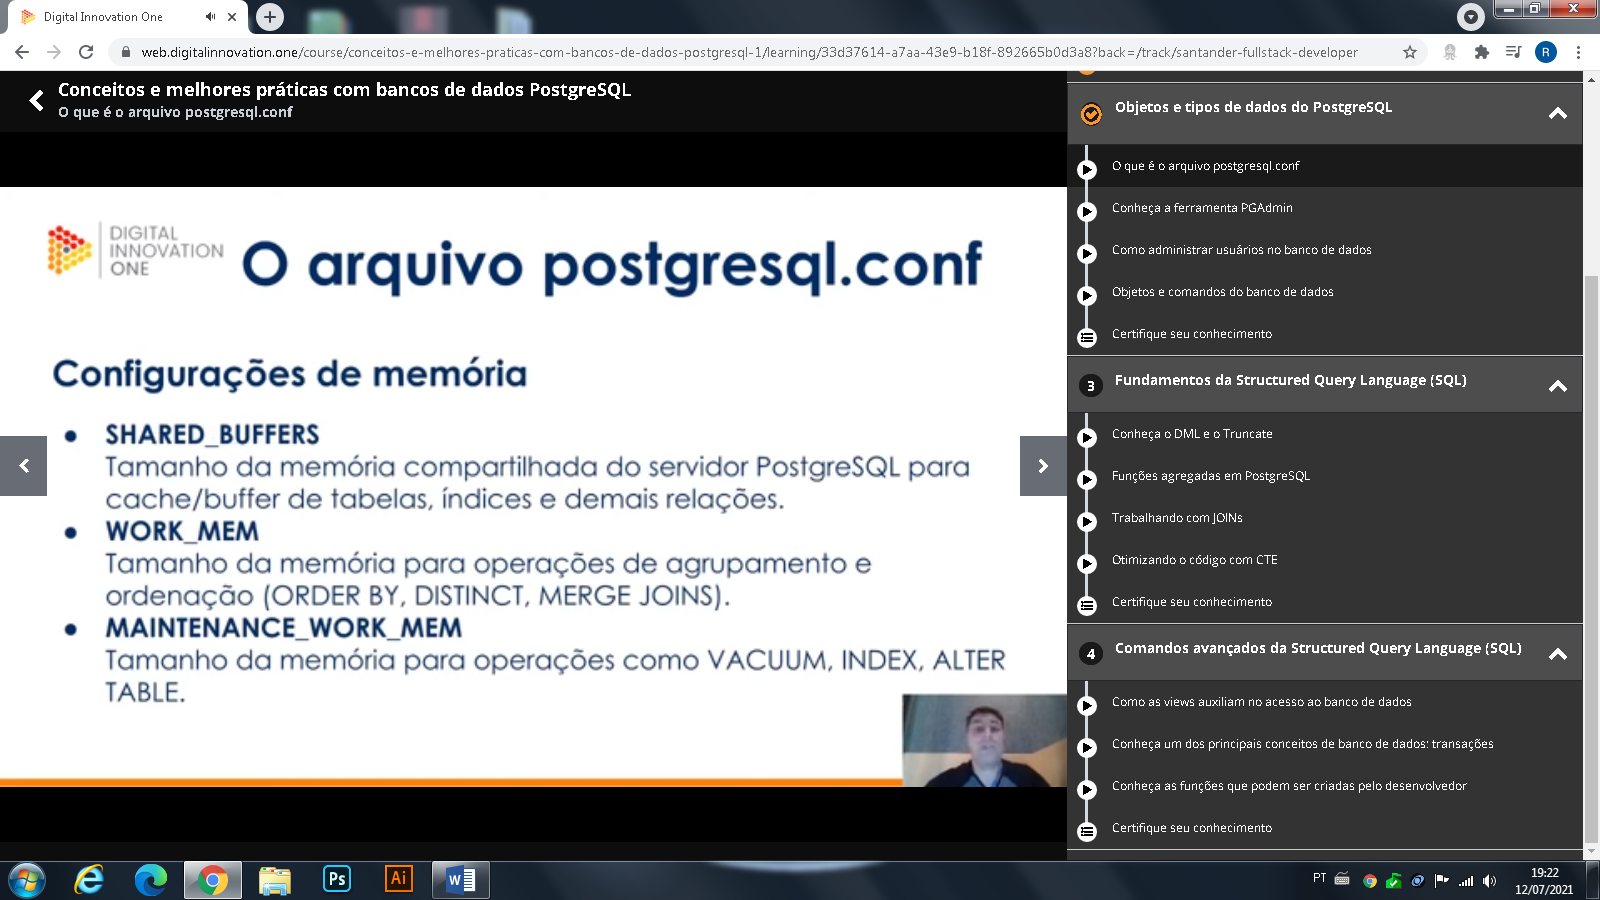 Digital Innovation One
web.digitalinnovation.one/course/conceitos-e-melhores-praticas-com-bancos-de-dados-postgresql-1/learning/33d37614-a7aa-43e9-b18f-892665b0d3a8?back=/track/santander-fullstack-developer
R
Conceitos e melhores práticas com bancos de dados PostgreSQL
O que é o arquivo postgresql.conf
DIGITAL
INNOVATION
ONE
O arquivo postgresql.conf
Configurações de memória
● SHARED_BUFFERS
Tamanho da memória compartilhada do servidor PostgreSQL para
cache/buffer de tabelas, índices e demais relações.
● WORK_MEM
Tamanho da memória para operações de agrupamento e
ordenação (ORDER BY, DISTINCT, MERGE JOINS).
● MAINTENANCE_WORK_MEM
Tamanho da memória para operações como VACUUM, INDEX, ALTER
TABLE.
Objetos e tipos de dados do PostgreSQL
O que é o arquivo postgresql.conf
Conheça a ferramenta PGAdmin
Como administrar usuários no banco de dados
Objetos e comandos do banco de dados
Certifique seu conhecimento
3 Fundamentos da Structured Query Language (SQL)
Conheça o DML e o Truncate
Funções agregadas em PostgreSQL
Trabalhando com JOINs
Otimizando o código com CTE
Certifique seu conhecimento
4 Comandos avançados da Structured Query Language (SQL)
Como as views auxiliam no acesso ao banco de dados
Conheça um dos principais conceitos de banco de dados: transações
Conheça as funções que podem ser criadas pelo desenvolvedor
Certifique seu conhecimento
Ps
Ai
W
PT
19:22
12/07/2021